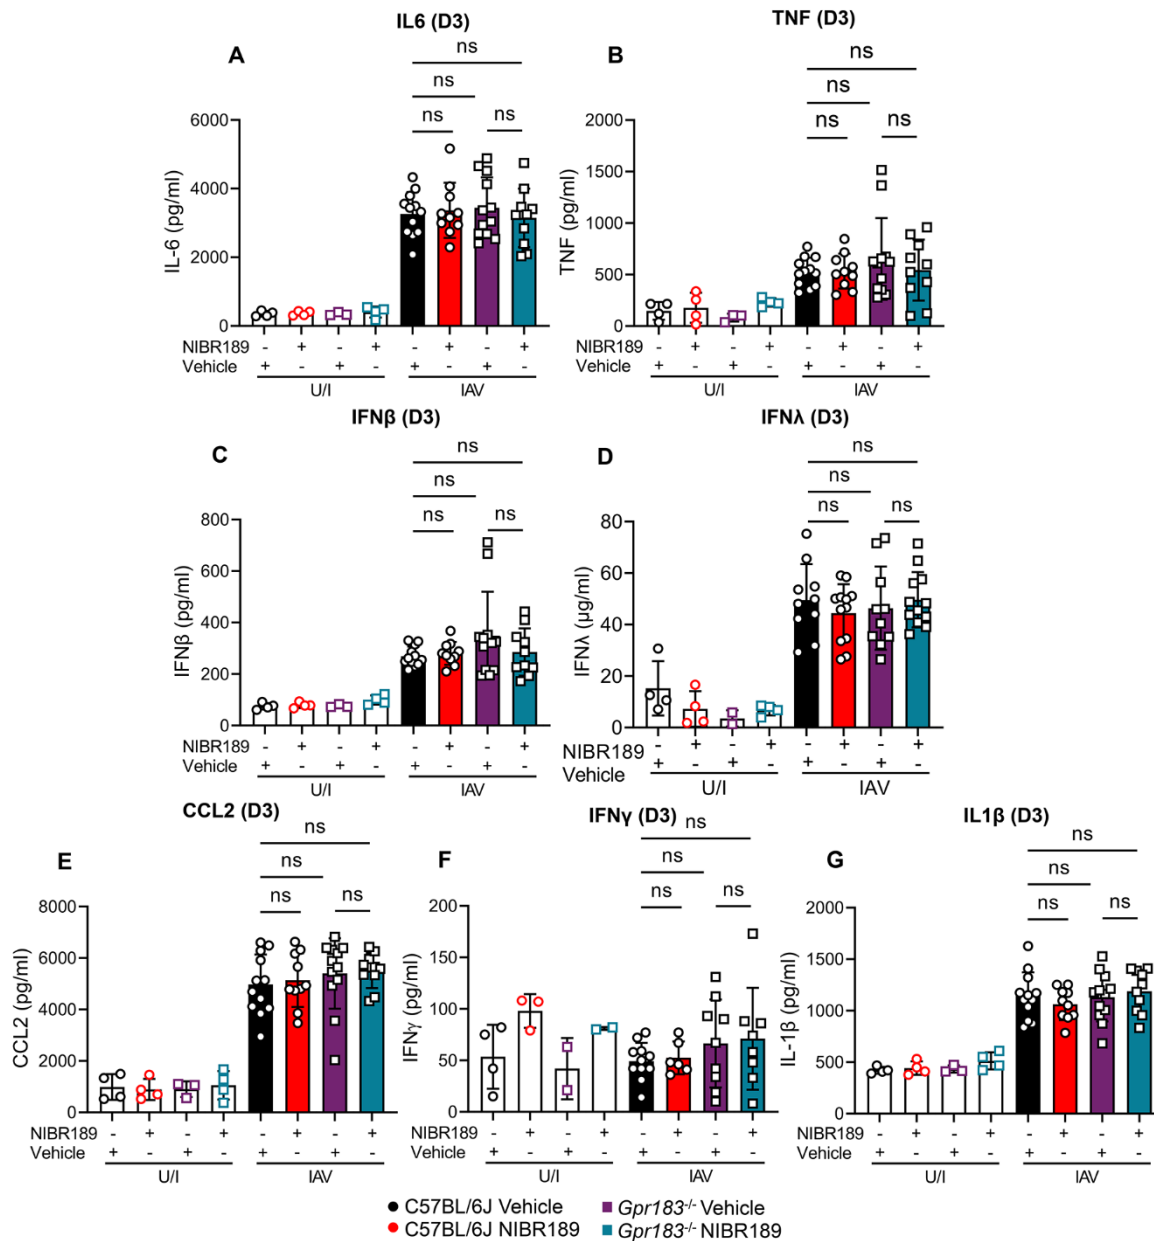 IL6 (D3)
A
ns
ns
ns
ns
IL-6 (pg/ml)
6000
4000
2000
0
NIBR189 - + - + - + - +
Vehicle + - + - + - + -
U/I IAV
TNF (D3)
B
ns
ns
ns
ns
TNF (pg/ml)
2000
1500
1000
500
0
- + - + - + - +
+ - + - + - + -
U/I IAV
IFNβ (D3)
C
ns
ns
ns
ns
IFNβ (pg/ml)
800
600
400
200
0
NIBR189 - + - + - + - +
Vehicle + - + - + - + -
U/I IAV
IFNλ (D3)
D
ns
ns
ns
ns
IFNλ (µg/ml)
80
60
40
20
0
NIBR189 - + - + - + - +
Vehicle + - + - + - + -
U/I IAV
CCL2 (D3)
E
ns
ns
ns
ns
CCL2 (pg/ml)
8000
6000
4000
2000
0
NIBR189 - + - + - + - +
Vehicle + - + - + - + -
U/I IAV
IFNγ (D3)
F
ns
ns
ns
ns
IFNγ (pg/ml)
200
150
100
50
0
- + - + - + - +
+ - + - + - + -
U/I IAV
IL1β (D3)
G
ns
ns
ns
ns
IL-1β (pg/ml)
2000
1500
1000
500
0
NIBR189 - + - + - + - +
Vehicle + - + - + - + -
U/I IAV
C57BL/6J Vehicle
C57BL/6J NIBR189
Gpr183-/- Vehicle
Gpr183-/- NIBR189